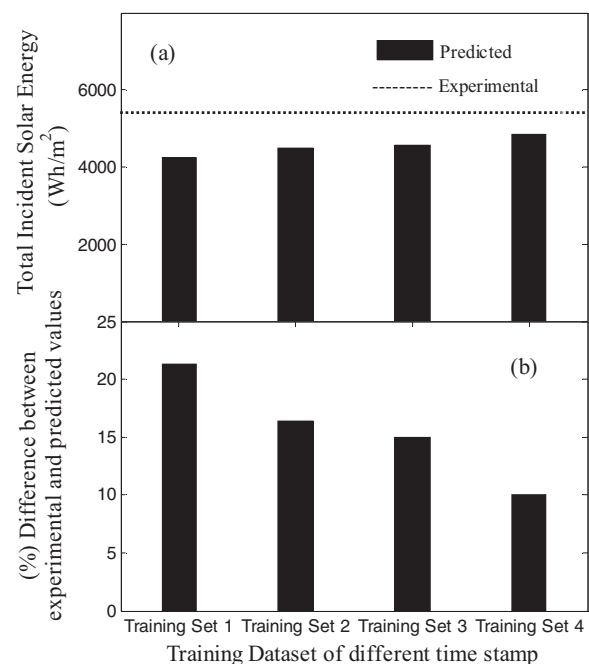 (a)
Predicted
Experimental
Total Incident Solar Energy
(Wh/m²)
6000
4000
2000
(b)
(%) Difference between
experimental and predicted values
25
20
15
10
5
0
Training Set 1 Training Set 2 Training Set 3 Training Set 4
Training Dataset of different time stamp